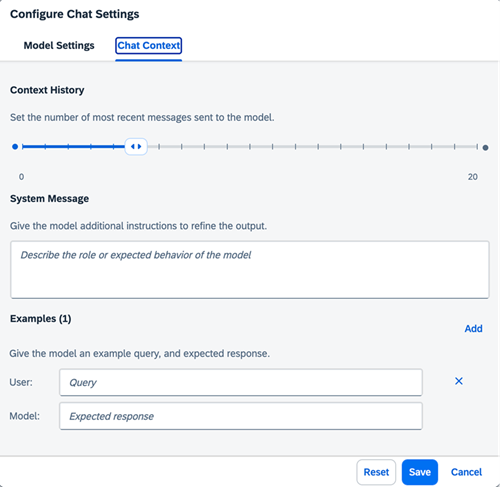 Configure Chat Settings
Model Settings Chat Context
Context History
Set the number of most recent messages sent to the model.
0 20
System Message
Give the model additional instructions to refine the output.
Describe the role or expected behavior of the model
Examples (1)
Add
Give the model an example query, and expected response.
User: Query
Model: Expected response
Reset Save Cancel